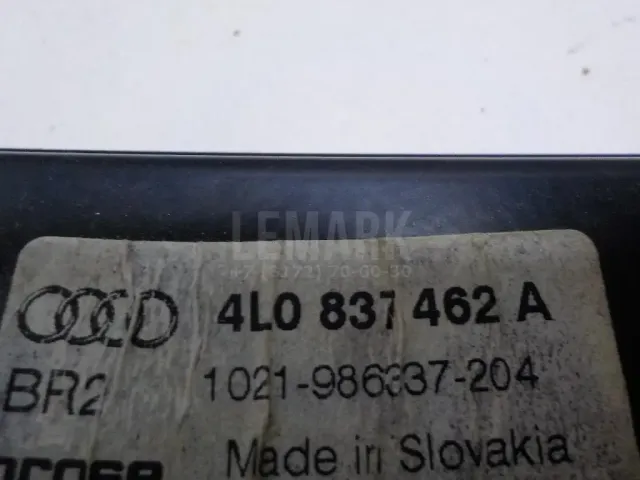 LEMARK
4L0 837 462 A
BR2 1021-986337-204
Made in Slovakia